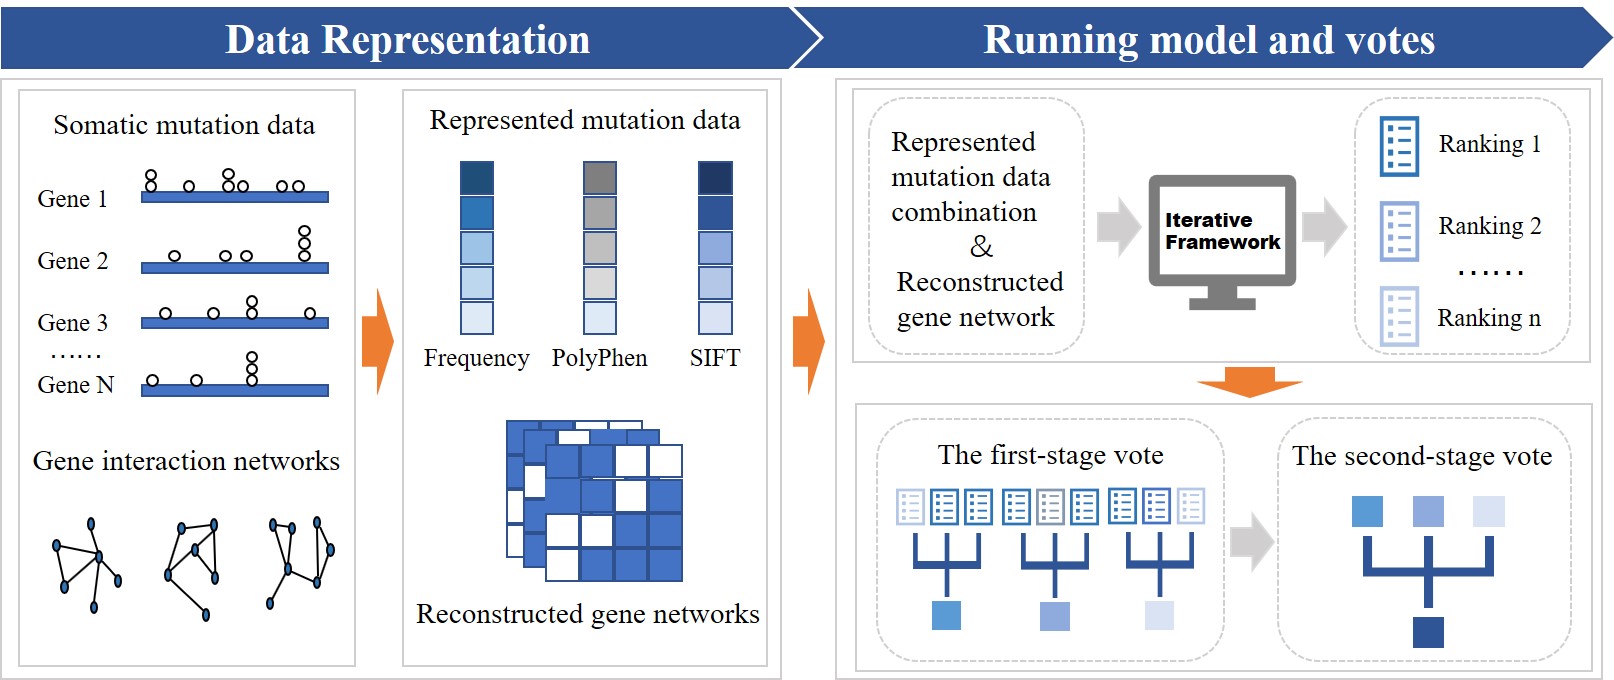 Data Representation
Running model and votes
Somatic mutation data
Gene 1
Gene 2
Gene 3
······
Gene N
Gene interaction networks
Represented mutation data
Frequency
PolyPhen
SIFT
Reconstructed gene networks
Represented
mutation data
combination
&
Reconstructed
gene network
Iterative
Framework
Ranking 1
Ranking 2
······
Ranking n
The first-stage vote
The second-stage vote